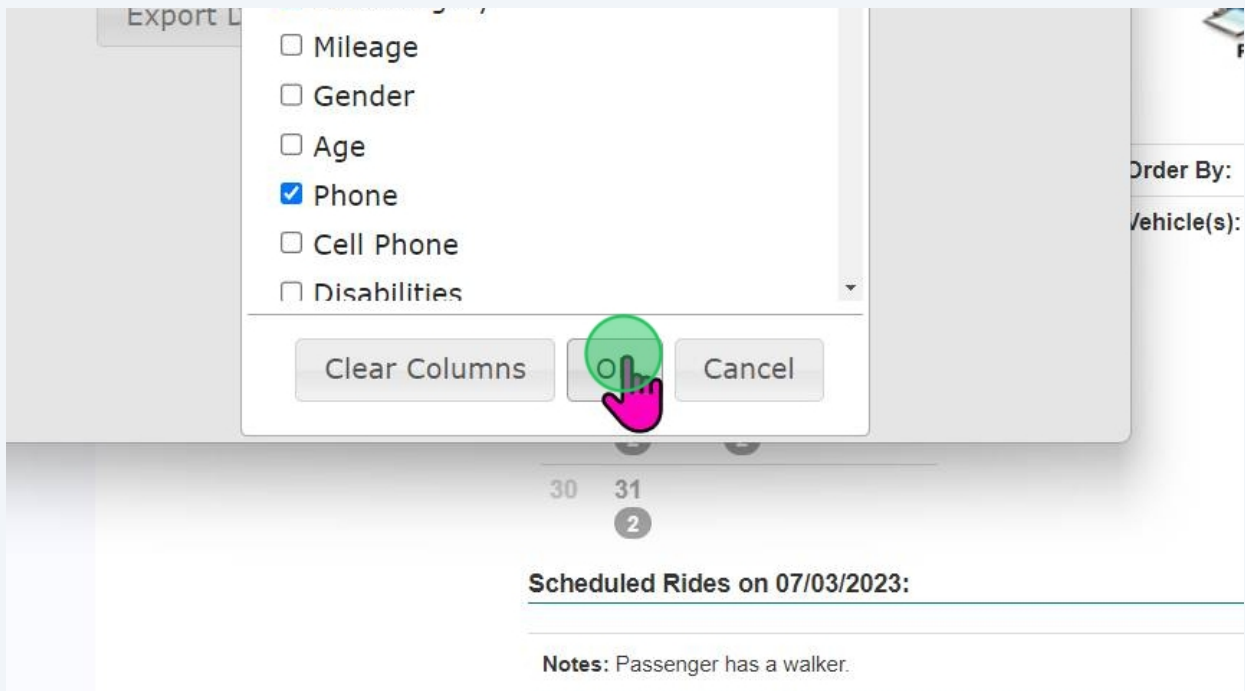 Export
Mileage
Gender
Age
Phone
Cell Phone
Disabilities
Order By:
Vehicle(s):
Clear Columns
Cancel
30 31
2
Scheduled Rides on 07/03/2023:
Notes: Passenger has a walker.